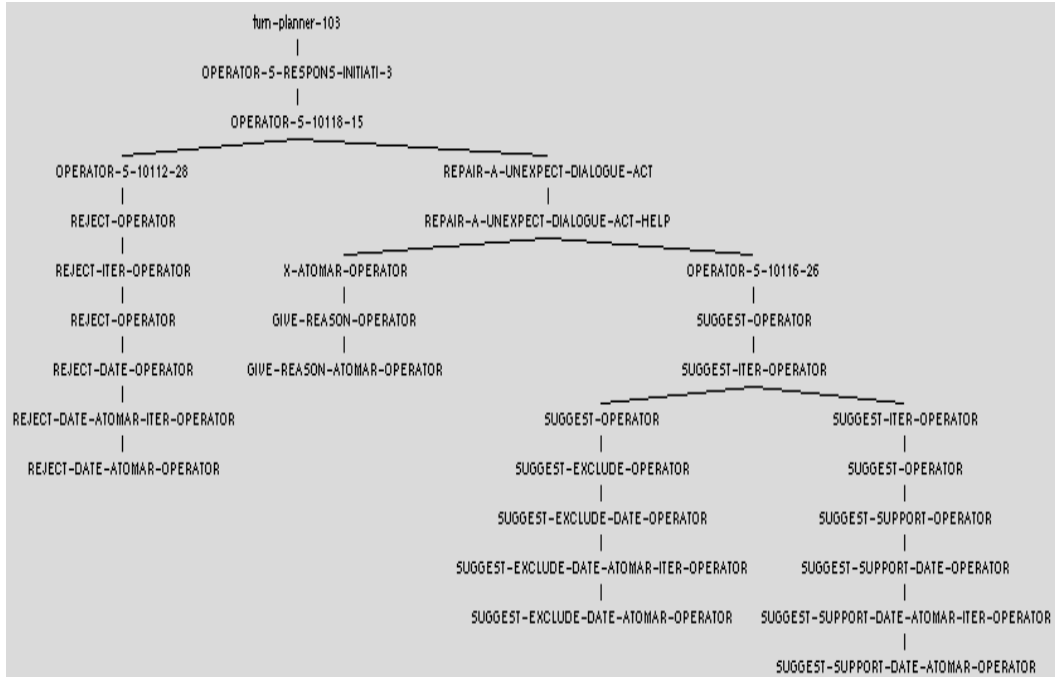 turn-planner-103
OPERATOR-S-RESPONS-INITIATI-3
OPERATOR-S-10118-15
OPERATOR-S-10112-28 REPAIR-A-UNEXPECT-DIALOGUE-ACT
REJECT-OPERATOR REPAIR-A-UNEXPECT-DIALOGUE-ACT-HELP
REJECT-ITER-OPERATOR X-ATOMAR-OPERATOR OPERATOR-S-10116-26
REJECT-OPERATOR GIVE-REASON-OPERATOR SUGGEST-OPERATOR
REJECT-DATE-OPERATOR GIVE-REASON-ATOMAR-OPERATOR SUGGEST-ITER-OPERATOR
REJECT-DATE-ATOMAR-ITER-OPERATOR SUGGEST-OPERATOR SUGGEST-ITER-OPERATOR
REJECT-DATE-ATOMAR-OPERATOR SUGGEST-EXCLUDE-OPERATOR SUGGEST-OPERATOR
SUGGEST-EXCLUDE-DATE-OPERATOR SUGGEST-SUPPORT-OPERATOR
SUGGEST-EXCLUDE-DATE-ATOMAR-ITER-OPERATOR SUGGEST-SUPPORT-DATE-OPERATOR
SUGGEST-EXCLUDE-DATE-ATOMAR-OPERATOR SUGGEST-SUPPORT-DATE-ATOMAR-ITER-OPERATOR
SUGGEST-SUPPORT-DATE-ATOMAR-OPERATOR